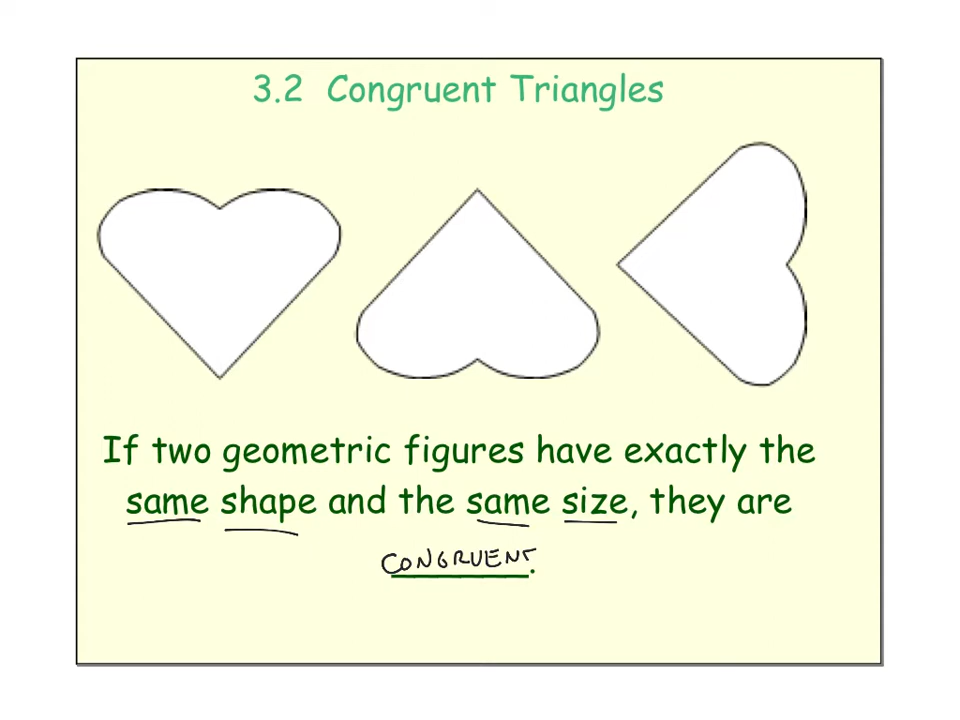 3.2 Congruent Triangles
If two geometric figures have exactly the
same shape and the same size, they are
CONGRUENT.